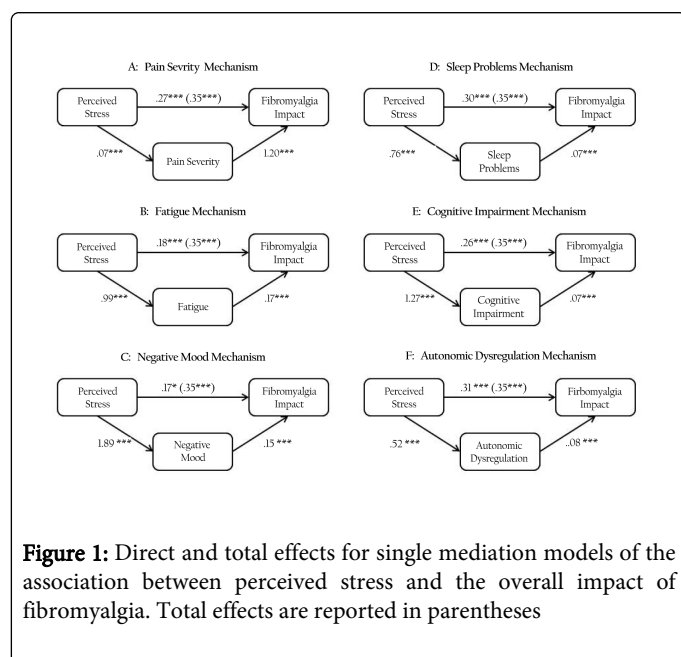 A: Pain Sevrity Mechanism
Perceived
Stress
.27*** (.35***)
Fibromyalgia
Impact
.07***
Pain Severity
1.20***
B: Fatigue Mechanism
Perceived
Stress
.18*** (.35***)
Fibromyalgia
Impact
.99***
Fatigue
.17***
C: Negative Mood Mechanism
Perceived
Stress
.17* (.35***)
Fibromyalgia
Impact
1.89 ***
Negative
Mood
.15 ***
D: Sleep Problems Mechanism
Perceived
Stress
.30*** (.35***)
Fibromyalgia
Impact
.76***
Sleep
Problems
.07***
E: Cognitive Impairment Mechanism
Perceived
Stress
.26*** (.35***)
Fibromyalgia
Impact
1.27***
Cognitive
Impairment
.07***
F: Autonomic Dysregulation Mechanism
Perceived
Stress
.31 *** (.35***)
Firbomyalgia
Impact
.52 ***
Autonomic
Dysregulation
..08 ***
Figure 1: Direct and total effects for single mediation models of the
association between perceived stress and the overall impact of
fibromyalgia. Total effects are reported in parentheses